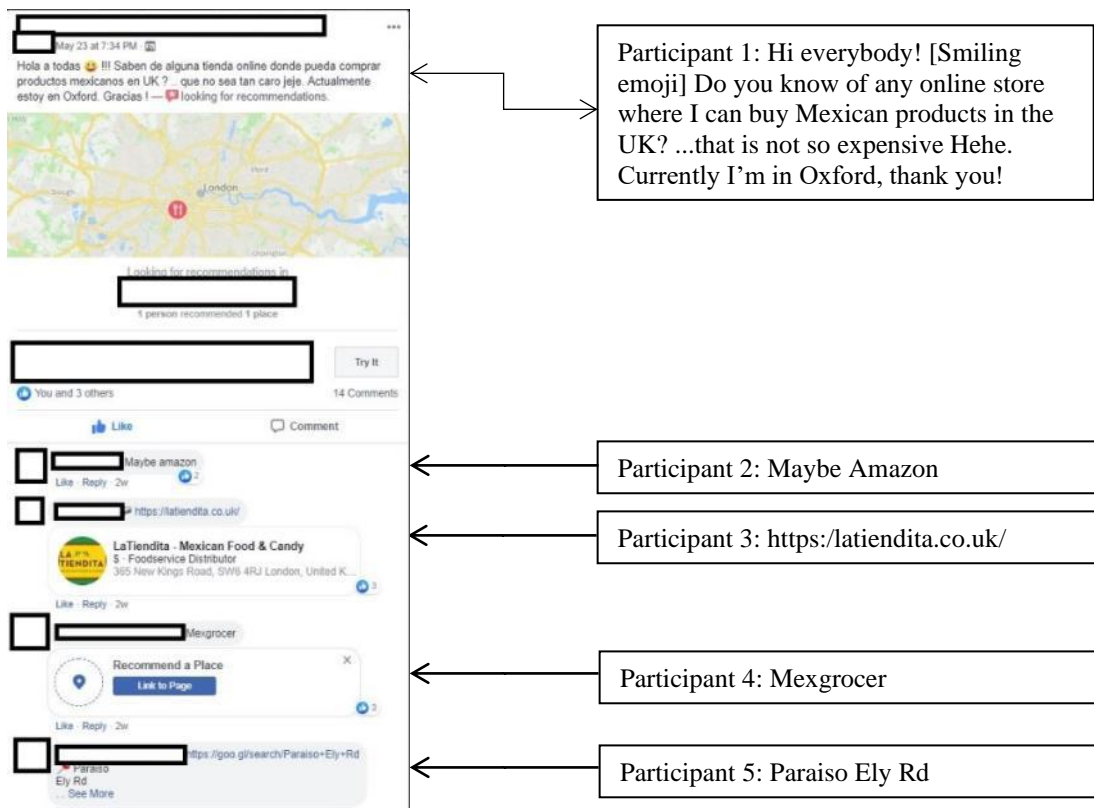 May 23 at 7:34 PM
Hola a todas 😃 !!! Saben de alguna tienda online donde pueda comprar
productos mexicanos en UK ? ... que no sea tan caro jeje. Actualmente
estoy en Oxford. Gracias ! — looking for recommendations.
Slough
London
Ilford
Looking for recommendations in
1 person recommended 1 place
Try It
You and 3 others
14 Comments
Like
Comment
Maybe amazon
2
Like · Reply · 2w
https://latiendita.co.uk/
LA
TIENDITA
LaTiendita - Mexican Food & Candy
$ · Foodservice Distributor
365 New Kings Road, SW6 4RJ London, United K...
3
Like · Reply · 2w
Mexgrocer
Recommend a Place
Link to Page
3
Like · Reply · 2w
https://goo.gl/search/Paraiso+Ely+Rd
Paraiso
Ely Rd
... See More
Participant 1: Hi everybody! [Smiling
emoji] Do you know of any online store
where I can buy Mexican products in the
UK? ...that is not so expensive Hehe.
Currently I’m in Oxford, thank you!
Participant 2: Maybe Amazon
Participant 3: https:/latiendita.co.uk/
Participant 4: Mexgrocer
Participant 5: Paraiso Ely Rd